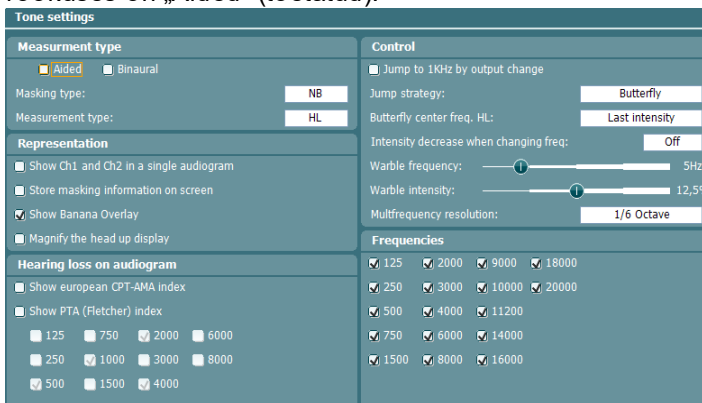 Tone settings
Measurment type
Aided Binaural
Masking type: NB
Measurement type: HL
Representation
Show Ch1 and Ch2 in a single audiogram
Store masking information on screen
Show Banana Overlay
Magnify the head up display
Hearing loss on audiogram
Show european CPT-AMA index
Show PTA (Fletcher) index
125 750 2000 6000
250 1000 3000 8000
500 1500 4000
Control
Jump to 1KHz by output change
Jump strategy: Butterfly
Butterfly center freq. HL: Last intensity
Intensity decrease when changing freq: Off
Warble frequency: 5Hz
Warble intensity: 12,5
Multfrequency resolution: 1/6 Octave
Frequencies
125 2000 9000 18000
250 3000 10000 20000
500 4000 11200
750 6000 14000
1500 8000 16000